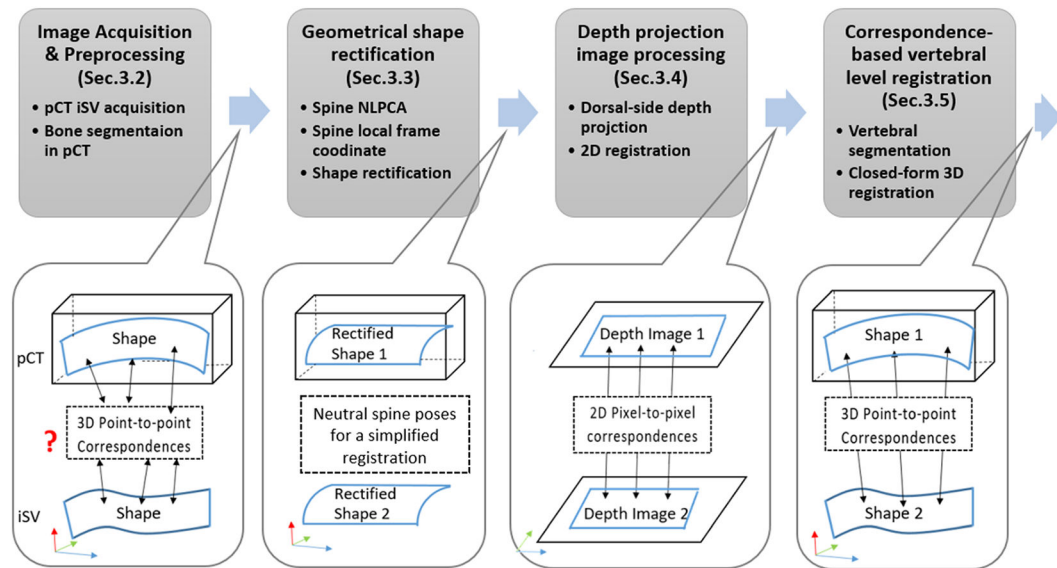 Image Acquisition
& Preprocessing
(Sec.3.2)
• pCT iSV acquisition
• Bone segmentaion
in pCT
Geometrical shape
rectification
(Sec.3.3)
• Spine NLPCA
• Spine local frame
coodinate
• Shape rectification
Depth projection
image processing
(Sec.3.4)
• Dorsal-side depth
projction
• 2D registration
Correspondence-
based vertebral
level registration
(Sec.3.5)
• Vertebral
segmentation
• Closed-form 3D
registration
pCT
Shape
?
3D Point-to-point
Correspondences
iSV
Shape
Rectified
Shape 1
Neutral spine poses
for a simplified
registration
Rectified
Shape 2
Depth Image 1
2D Pixel-to-pixel
correspondences
Depth Image 2
Shape 1
3D Point-to-point
Correspondences
Shape 2